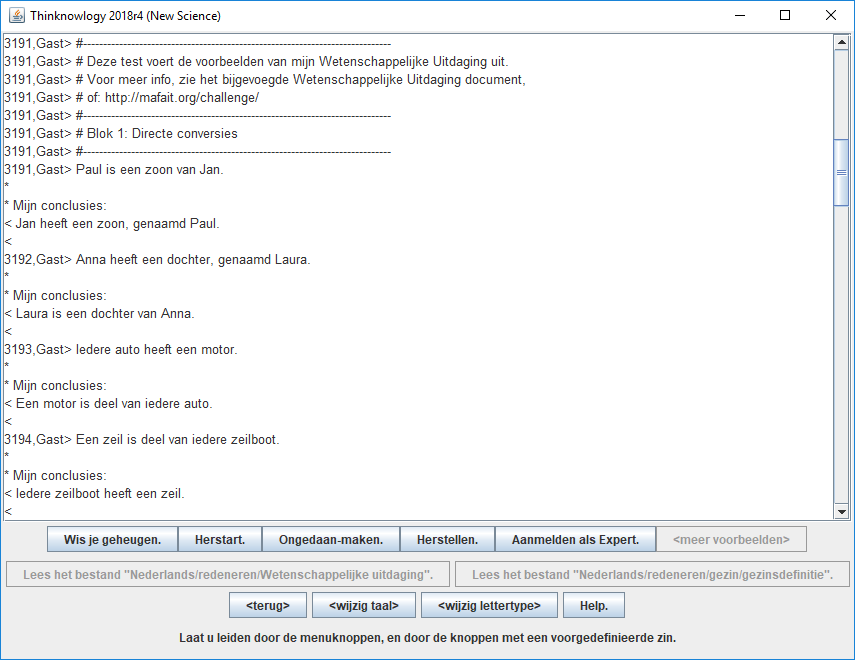 Thinknowlogy 2018r4 (New Science)
3191,Gast> #-----------------------------------------------------------------------------
3191,Gast> # Deze test voert de voorbeelden van mijn Wetenschappelijke Uitdaging uit.
3191,Gast> # Voor meer info, zie het bijgevoegde Wetenschappelijke Uitdaging document,
3191,Gast> # of: http://mafait.org/challenge/
3191,Gast> #-----------------------------------------------------------------------------
3191,Gast> # Blok 1: Directe conversies
3191,Gast> #-----------------------------------------------------------------------------
3191,Gast> Paul is een zoon van Jan.
*
* Mijn conclusies:
< Jan heeft een zoon, genaamd Paul.
<
3192,Gast> Anna heeft een dochter, genaamd Laura.
*
* Mijn conclusies:
< Laura is een dochter van Anna.
<
3193,Gast> Iedere auto heeft een motor.
*
* Mijn conclusies:
< Een motor is deel van iedere auto.
<
3194,Gast> Een zeil is deel van iedere zeilboot.
*
* Mijn conclusies:
< Iedere zeilboot heeft een zeil.
<
Wis je geheugen. Herstart. Ongedaan-maken. Herstellen. Aanmelden als Expert. <meer voorbeelden>
Lees het bestand "Nederlands/redeneren/Wetenschappelijke uitdaging". Lees het bestand "Nederlands/redeneren/gezin/gezinsdefinitie".
<terug> <wijzig taal> <wijzig lettertype> Help.
Laat u leiden door de menuknoppen, en door de knoppen met een voorgedefinieerde zin.